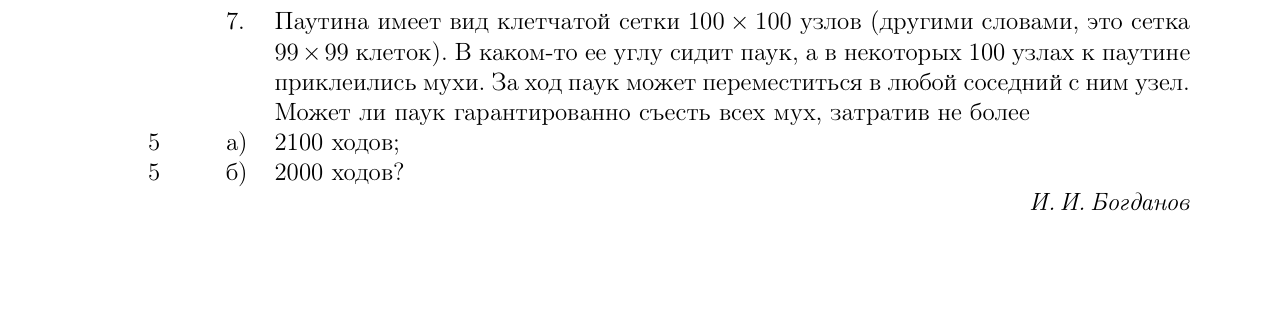 7. Паутина имеет вид клетчатой сетки 100 × 100 узлов (другими словами, это сетка
99 × 99 клеток). В каком-то ее углу сидит паук, а в некоторых 100 узлах к паутине
приклеились мухи. За ход паук может переместиться в любой соседний с ним узел.
Может ли паук гарантированно съесть всех мух, затратив не более
5 а) 2100 ходов;
5 б) 2000 ходов?
И. И. Богданов